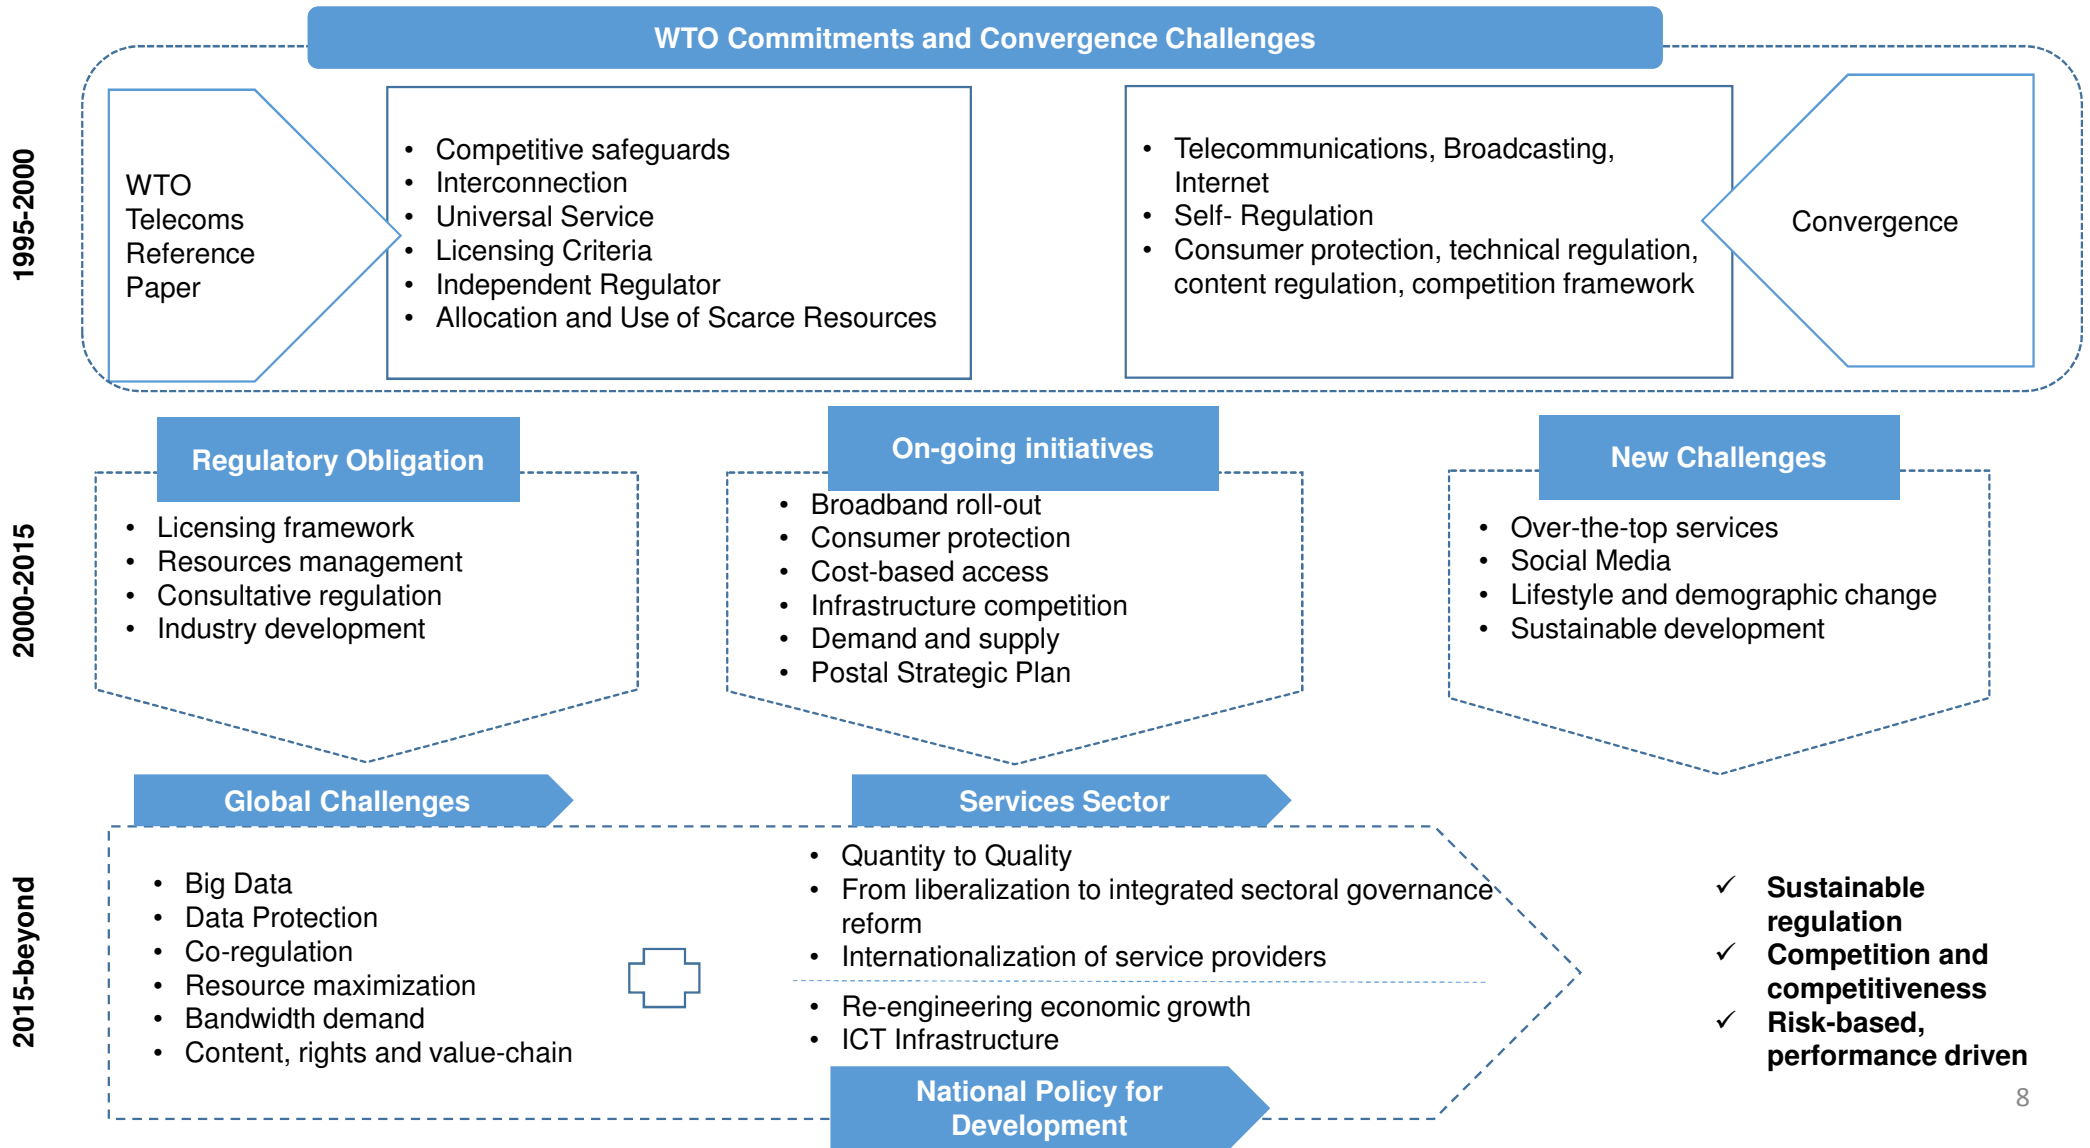 WTO Commitments and Convergence Challenges
1995-2000
WTO
Telecoms
Reference
Paper
• Competitive safeguards
• Interconnection
• Universal Service
• Licensing Criteria
• Independent Regulator
• Allocation and Use of Scarce Resources
• Telecommunications, Broadcasting,
Internet
• Self- Regulation
• Consumer protection, technical regulation,
content regulation, competition framework
Convergence
2000-2015
Regulatory Obligation
• Licensing framework
• Resources management
• Consultative regulation
• Industry development
On-going initiatives
• Broadband roll-out
• Consumer protection
• Cost-based access
• Infrastructure competition
• Demand and supply
• Postal Strategic Plan
New Challenges
• Over-the-top services
• Social Media
• Lifestyle and demographic change
• Sustainable development
2015-beyond
Global Challenges
• Big Data
• Data Protection
• Co-regulation
• Resource maximization
• Bandwidth demand
• Content, rights and value-chain
Services Sector
• Quantity to Quality
• From liberalization to integrated sectoral governance
reform
• Internationalization of service providers
• Re-engineering economic growth
• ICT Infrastructure
National Policy for
Development
✓ Sustainable
regulation
✓ Competition and
competitiveness
✓ Risk-based,
performance driven
8